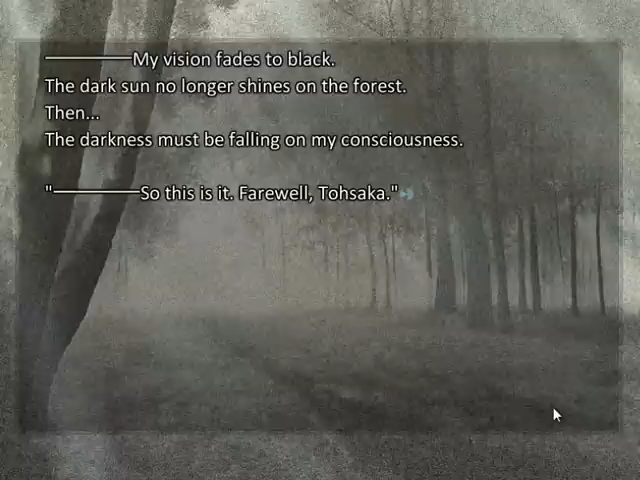 ————My vision fades to black.
The dark sun no longer shines on the forest.
Then...
The darkness must be falling on my consciousness.
"————So this is it. Farewell, Tohsaka."